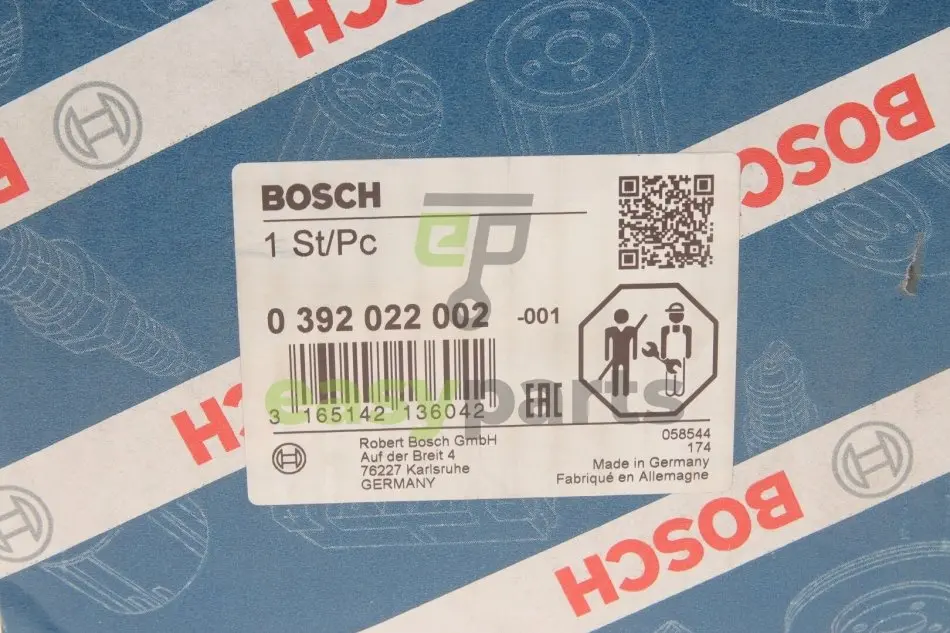 BOSCH
BOSCH
BOSCH
1 St/Pc
ep
0 392 022 002 -001
easyparts
3 165142 136042
EAC
Robert Bosch GmbH
Auf der Breit 4
76227 Karlsruhe
GERMANY
058544
174
Made in Germany
Fabriqué en Allemagne
BOSCH
BOSCH